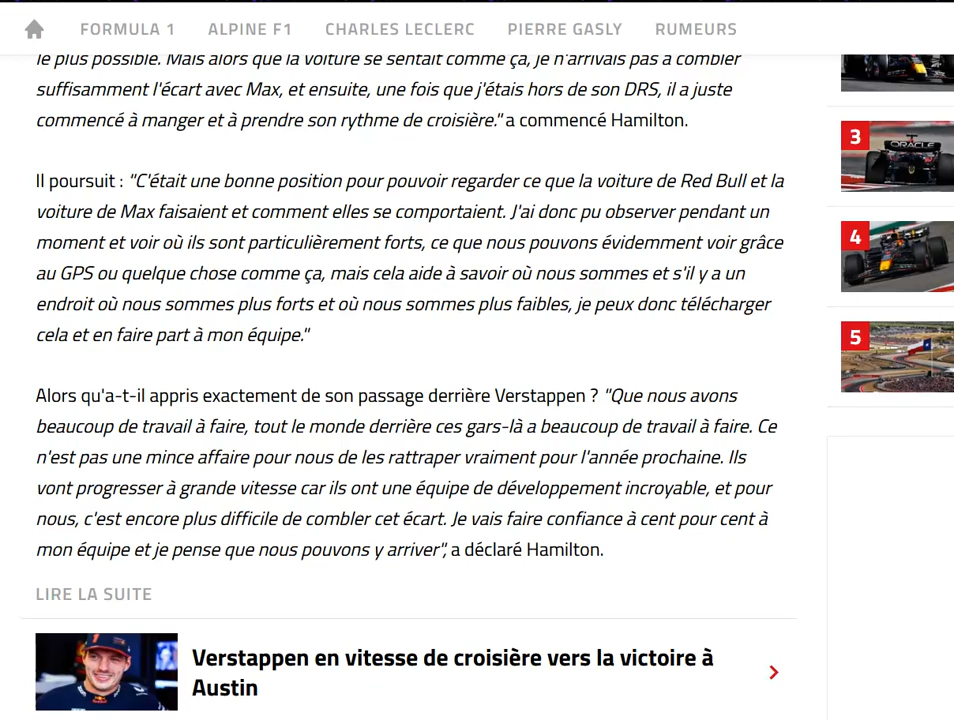 FORMULA 1 ALPINE F1 CHARLES LECLERC PIERRE GASLY RUMEURS
le plus possible. Mais alors que la voiture se sentait comme ça, je n'arrivais pas à combler
suffisamment l'écart avec Max, et ensuite, une fois que j'étais hors de son DRS, il a juste
commencé à manger et à prendre son rythme de croisière." a commencé Hamilton.
Il poursuit : "C'était une bonne position pour pouvoir regarder ce que la voiture de Red Bull et la
voiture de Max faisaient et comment elles se comportaient. J'ai donc pu observer pendant un
moment et voir où ils sont particulièrement forts, ce que nous pouvons évidemment voir grâce
au GPS ou quelque chose comme ça, mais cela aide à savoir où nous sommes et s'il y a un
endroit où nous sommes plus forts et où nous sommes plus faibles, je peux donc télécharger
cela et en faire part à mon équipe."
Alors qu'a-t-il appris exactement de son passage derrière Verstappen ? "Que nous avons
beaucoup de travail à faire, tout le monde derrière ces gars-là a beaucoup de travail à faire. Ce
n'est pas une mince affaire pour nous de les rattraper vraiment pour l'année prochaine. Ils
vont progresser à grande vitesse car ils ont une équipe de développement incroyable, et pour
nous, c'est encore plus difficile de combler cet écart. Je vais faire confiance à cent pour cent à
mon équipe et je pense que nous pouvons y arriver", a déclaré Hamilton.
LIRE LA SUITE
Verstappen en vitesse de croisière vers la victoire à
Austin
3
ORACLE
4
5